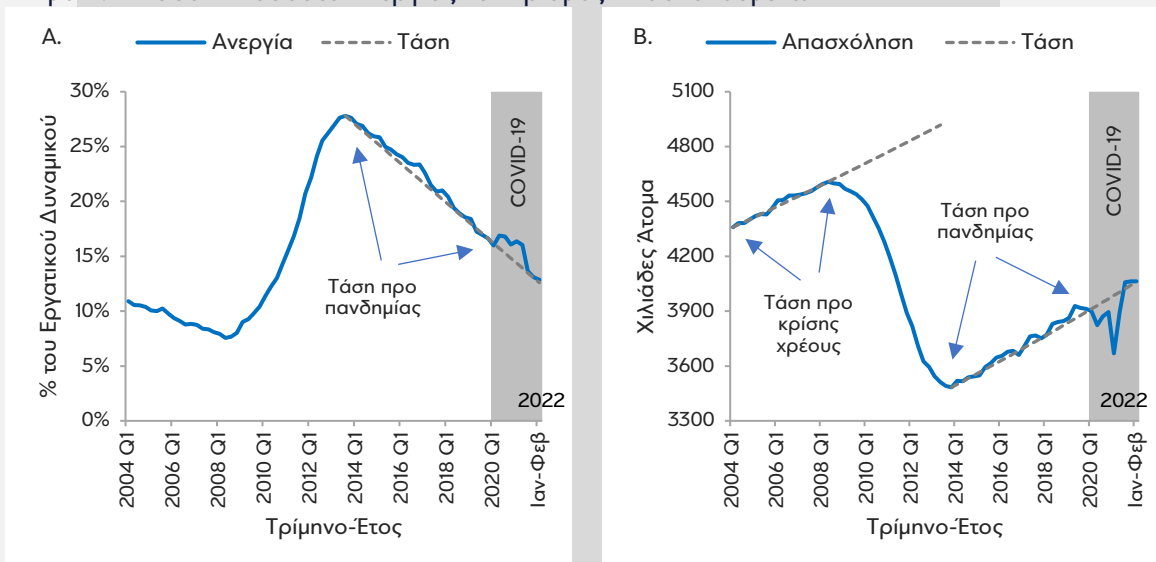 A.
Ανεργία
Τάση
30%
25%
20%
15%
10%
5%
0%
% του Εργατικού Δυναμικού
COVID-19
Τάση προ
πανδημίας
2022
2004 Q1
2006 Q1
2008 Q1
2010 Q1
2012 Q1
2014 Q1
2016 Q1
2018 Q1
2020 Q1
Ιαν-Φεβ
Τρίμηνο-Έτος
B.
Απασχόληση
Τάση
5100
4800
4500
4200
3900
3600
3300
Χιλιάδες Άτομα
COVID-19
Τάση προ
πανδημίας
Τάση προ
κρίσης
χρέους
2022
2004 Q1
2006 Q1
2008 Q1
2010 Q1
2012 Q1
2014 Q1
2016 Q1
2018 Q1
2020 Q1
Ιαν-Φεβ
Τρίμηνο-Έτος